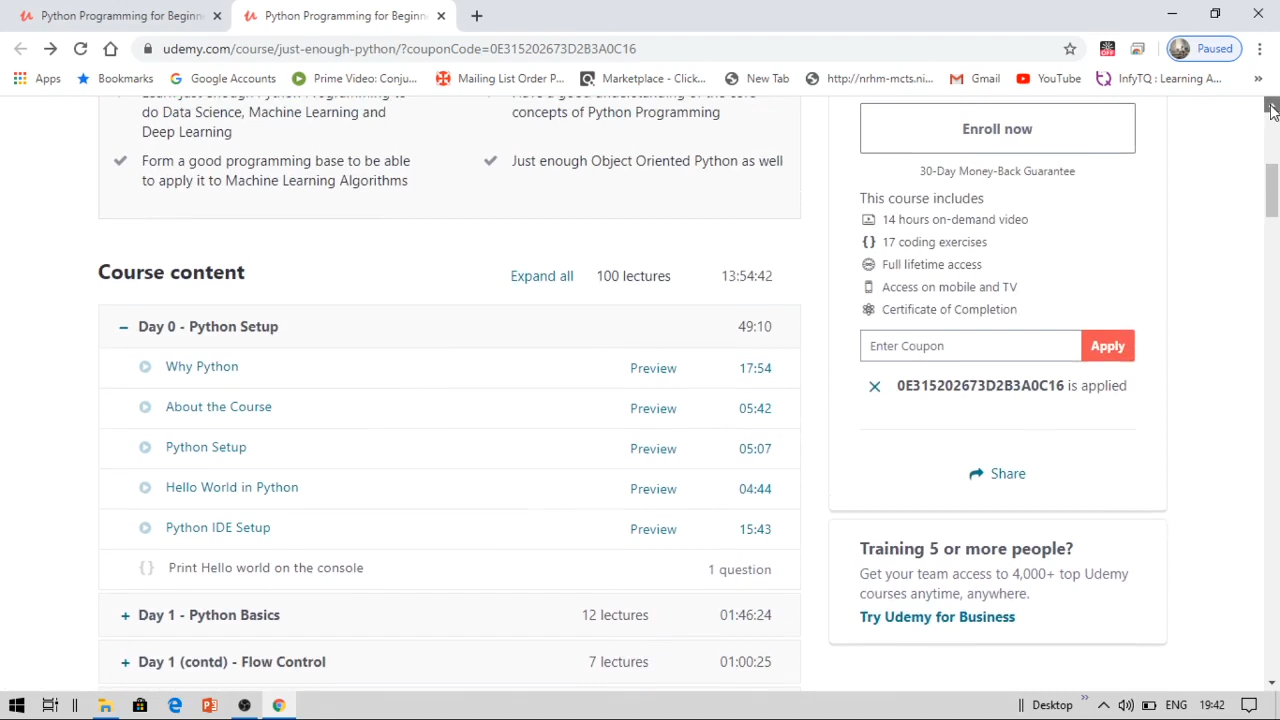 Python Programming for Beginn
Python Programming for Beginn
udemy.com/course/just-enough-python/?couponCode=0E315202673D2B3A0C16
OFF
Paused
Apps
Bookmarks
Google Accounts
Prime Video: Conju...
Mailing List Order P...
Marketplace - Click...
New Tab
http://nrhm-mcts.ni...
Gmail
YouTube
InfyTQ : Learning A...
do Data Science, Machine Learning and
Deep Learning
Form a good programming base to be able
to apply it to Machine Learning Algorithms
Have a good understanding of the core
concepts of Python Programming
Just enough Object Oriented Python as well
Course content
Expand all 100 lectures 13:54:42
Day 0 - Python Setup 49:10
Why Python Preview 17:54
About the Course Preview 05:42
Python Setup Preview 05:07
Hello World in Python Preview 04:44
Python IDE Setup Preview 15:43
Print Hello world on the console 1 question
Day 1 - Python Basics 12 lectures 01:46:24
Day 1 (contd) - Flow Control 7 lectures 01:00:25
Enroll now
30-Day Money-Back Guarantee
This course includes
14 hours on-demand video
17 coding exercises
Full lifetime access
Access on mobile and TV
Certificate of Completion
Enter Coupon Apply
0E315202673D2B3A0C16 is applied
Share
Training 5 or more people?
Get your team access to 4,000+ top Udemy
courses anytime, anywhere.
Try Udemy for Business
Desktop
ENG
19:42